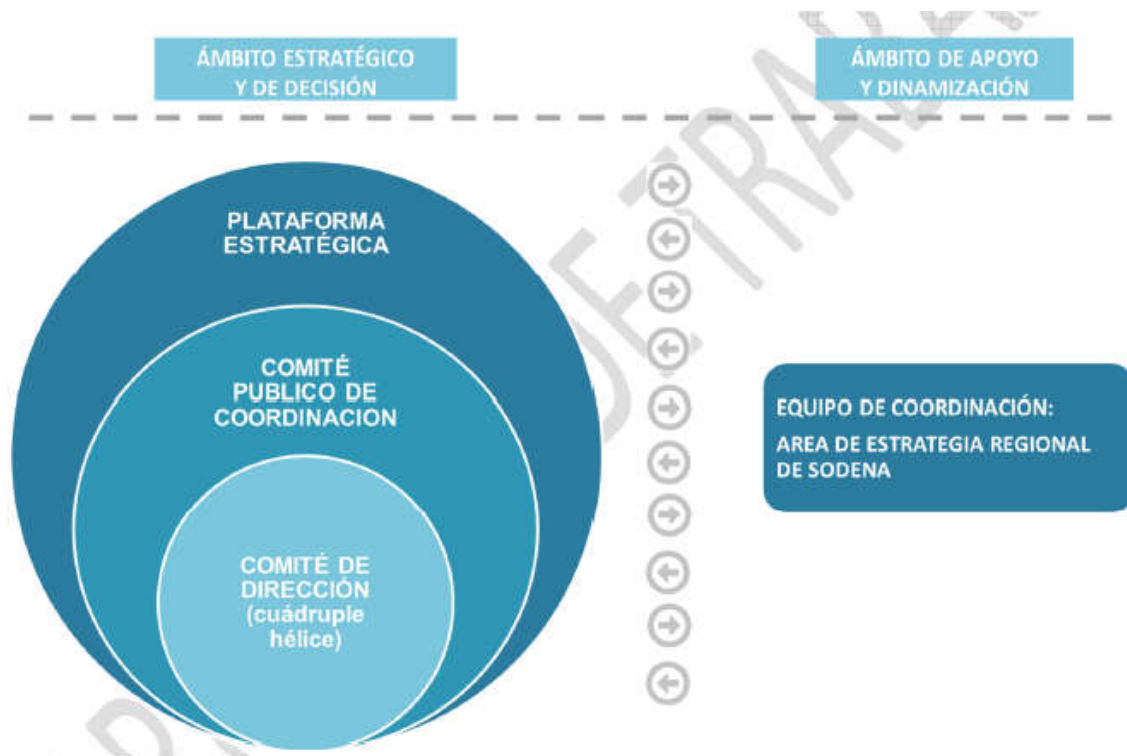 ÁMBITO ESTRATÉGICO
Y DE DECISIÓN
ÁMBITO DE APOYO
Y DINAMIZACIÓN
PLATAFORMA
ESTRATÉGICA
COMITÉ
PUBLICO DE
COORDINACION
COMITÉ DE
DIRECCIÓN
(cuádruple
hélice)
EQUIPO DE COORDINACIÓN:
AREA DE ESTRATEGIA REGIONAL
DE SODENA